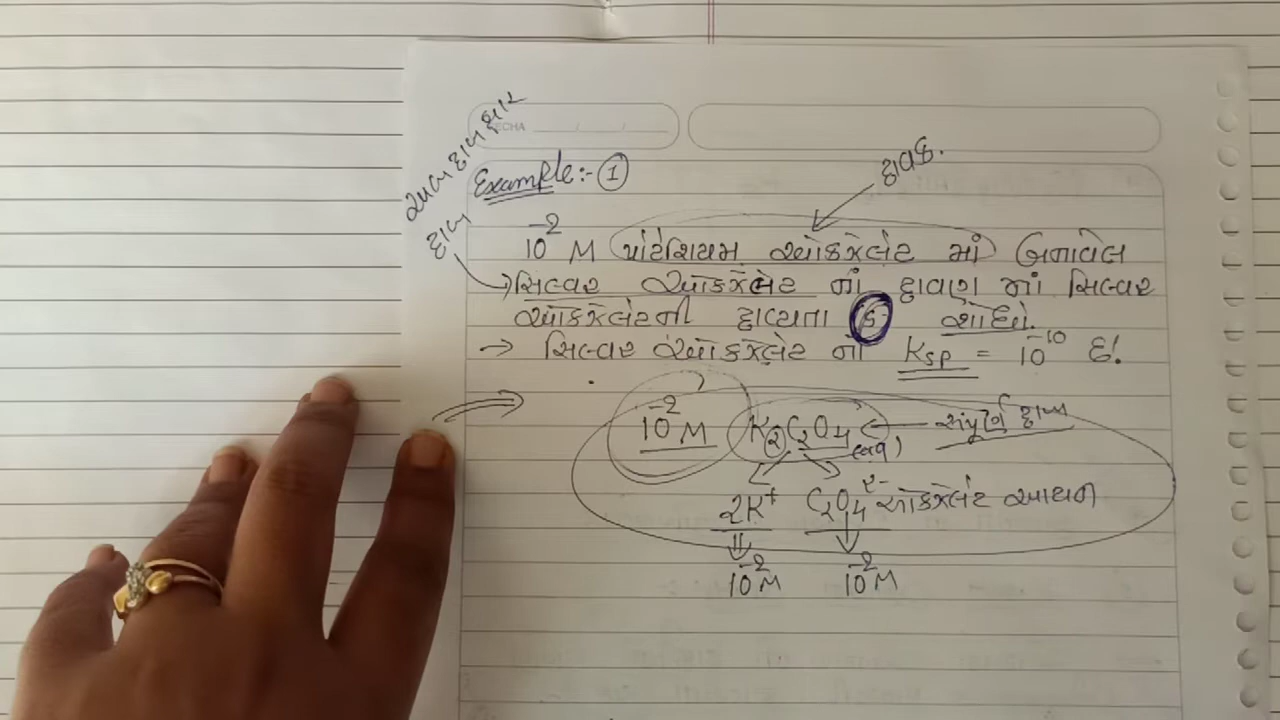 Example:- ①
દ્રાવક.
10⁻² M પોટેશિયમ ઓક્ઝેલેટ માં બનાવેલ
સિલ્વર ઓક્ઝેલેટ નાં દ્રાવણ માં સિલ્વર
ઓક્ઝેલેટની દ્રાવ્યતા શોધો.
→ સિલ્વર ઓક્ઝેલેટ નો Ksp = 10⁻¹⁰ છે.
10⁻² M K₂C₂O₄ (aq) ← સંપૂર્ણ દ્રાવ્ય
2K⁺ C₂O₄²⁻ ઓક્ઝેલેટ આયન
10⁻² M 10⁻² M